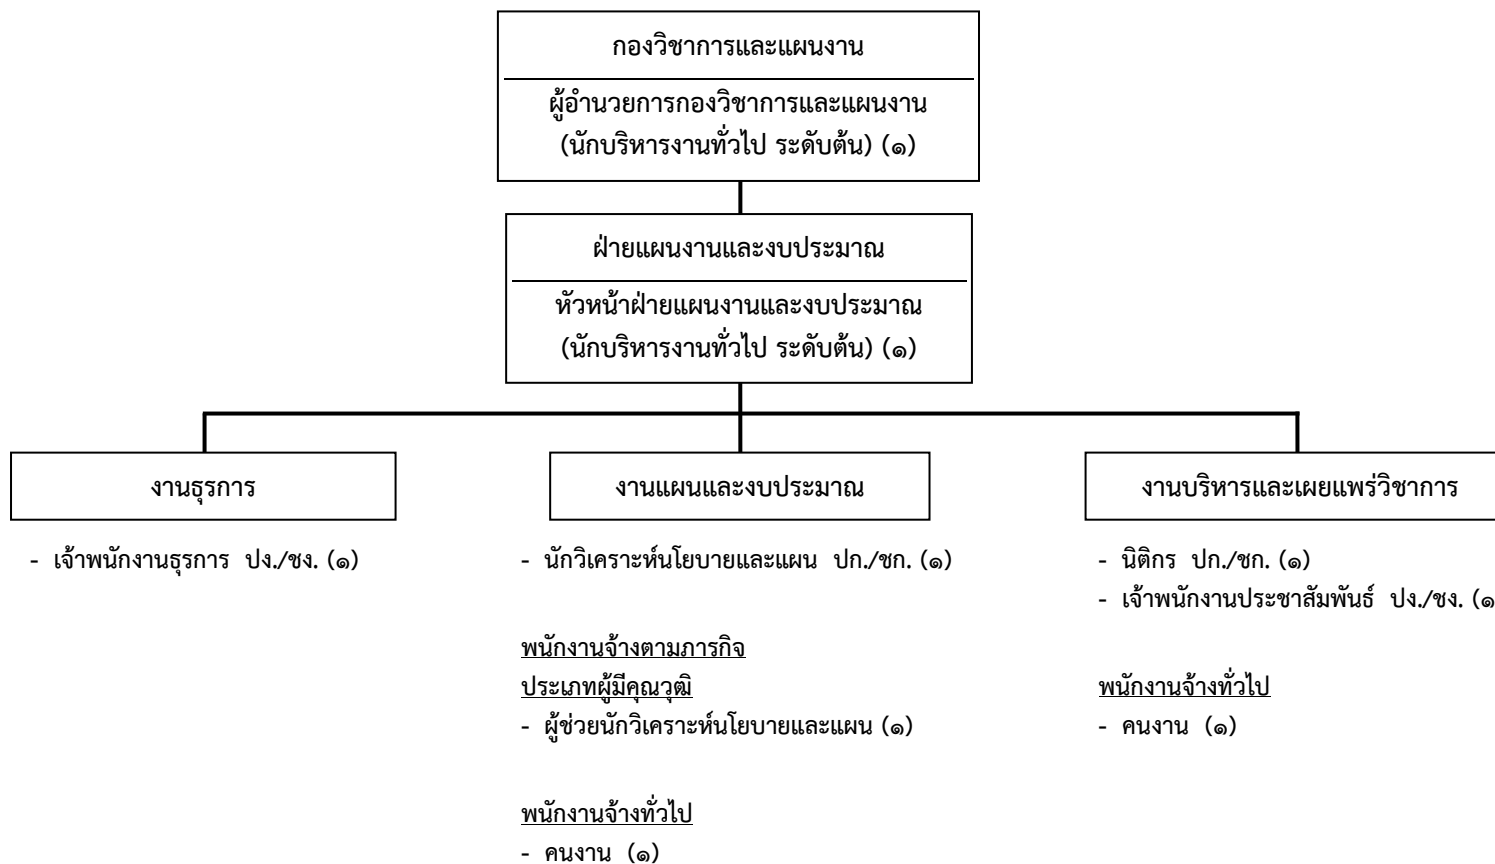 กองวิชาการและแผนงาน
ผู้อำนวยการกองวิชาการและแผนงาน
(นักบริหารงานทั่วไป ระดับต้น) (๑)
ฝ่ายแผนงานและงบประมาณ
หัวหน้าฝ่ายแผนงานและงบประมาณ
(นักบริหารงานทั่วไป ระดับต้น) (๑)
งานธุรการ
- เจ้าพนักงานธุรการ ปง./ชง. (๑)
งานแผนและงบประมาณ
- นักวิเคราะห์นโยบายและแผน ปก./ชก. (๑)
พนักงานจ้างตามภารกิจ
ประเภทผู้มีคุณวุฒิ
- ผู้ช่วยนักวิเคราะห์นโยบายและแผน (๑)
พนักงานจ้างทั่วไป
- คนงาน (๑)
งานบริหารและเผยแพร่วิชาการ
- นิติกร ปก./ชก. (๑)
- เจ้าพนักงานประชาสัมพันธ์ ปง./ชง. (๑
พนักงานจ้างทั่วไป
- คนงาน (๑)